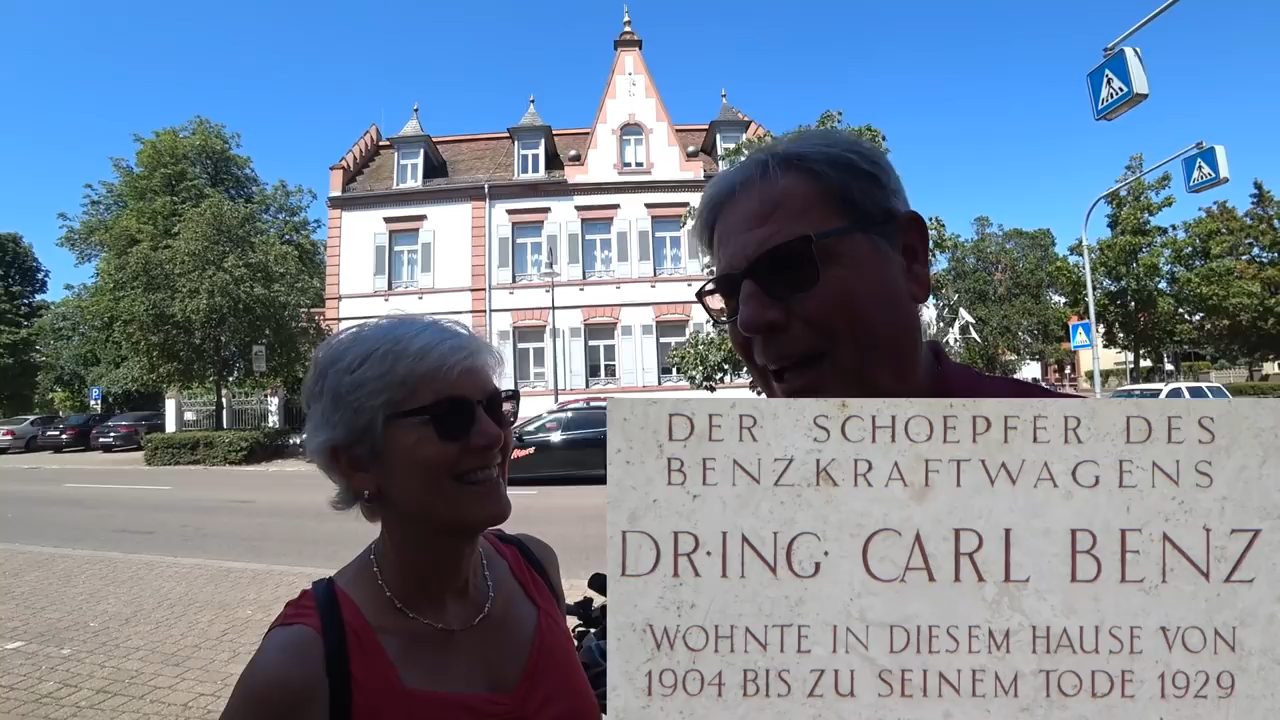 DER SCHOEPFER DES
BENZKRAFTWAGENS
DR·ING· CARL BENZ
WOHNTE IN DIESEM HAUSE VON
1904 BIS ZU SEINEM TODE 1929
P